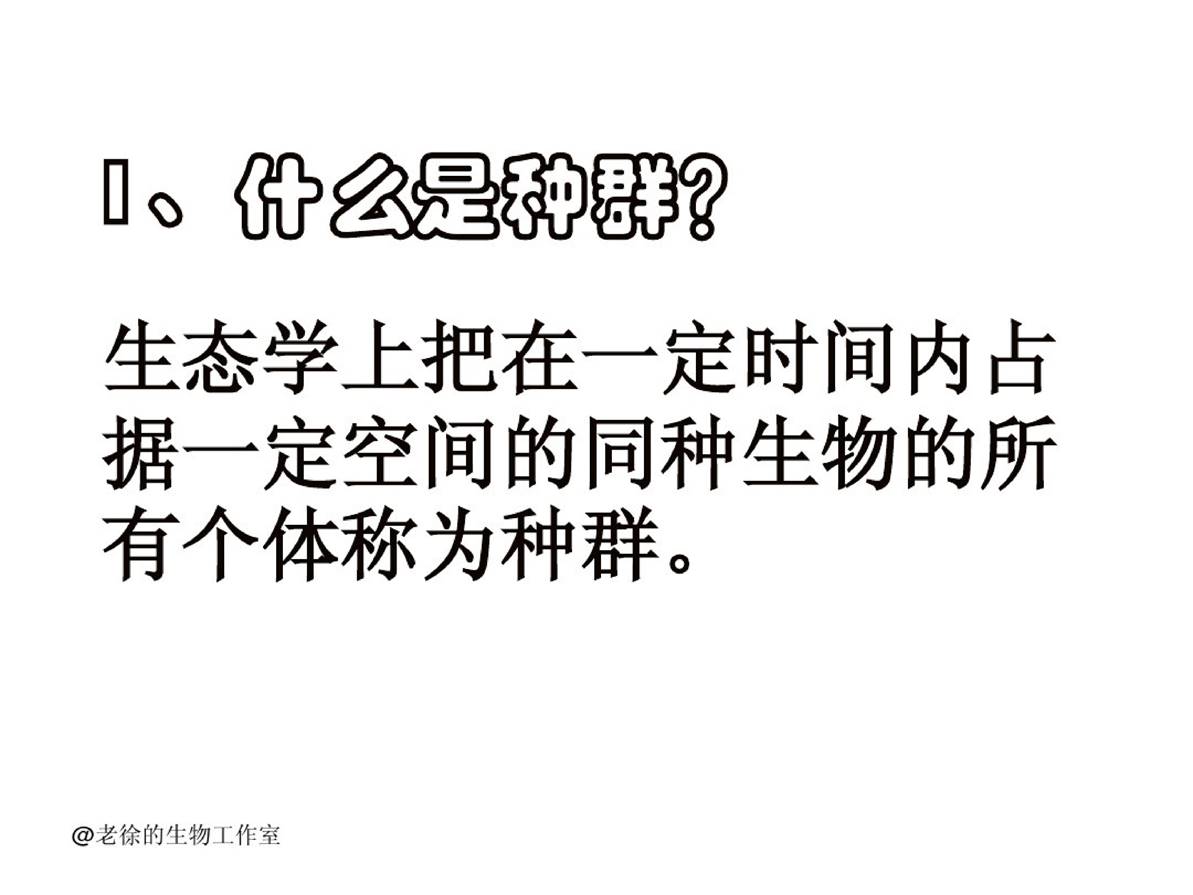 1、什么是种群?
生态学上把在一定时间内占
据一定空间的同种生物的所
有个体称为种群。
@老徐的生物工作室